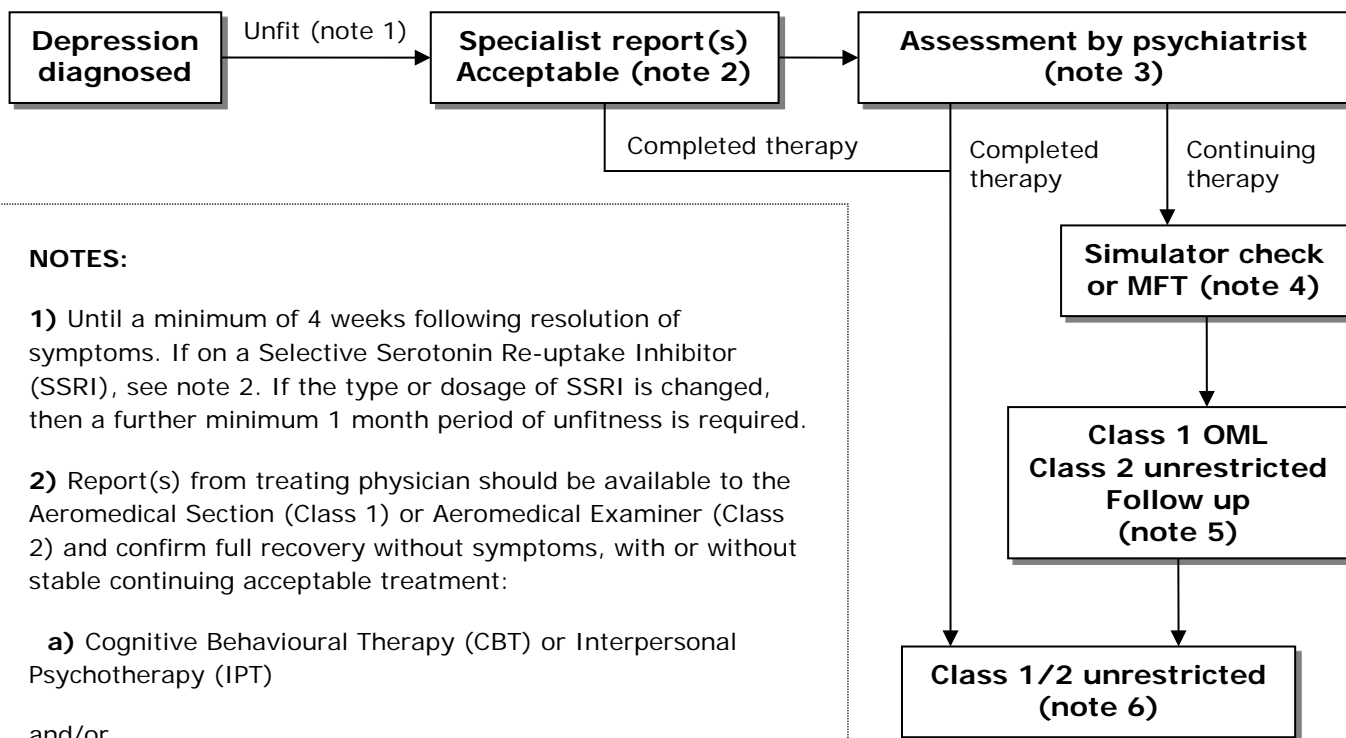 Depression
diagnosed
Unfit (note 1)
Specialist report(s)
Acceptable (note 2)
Assessment by psychiatrist
(note 3)
Completed therapy
Completed
therapy
Continuing
therapy
Simulator check
or MFT (note 4)
Class 1 OML
Class 2 unrestricted
Follow up
(note 5)
Class 1/2 unrestricted
(note 6)
NOTES:
1) Until a minimum of 4 weeks following resolution of
symptoms. If on a Selective Serotonin Re-uptake Inhibitor
(SSRI), see note 2. If the type or dosage of SSRI is changed,
then a further minimum 1 month period of unfitness is required.
2) Report(s) from treating physician should be available to the
Aeromedical Section (Class 1) or Aeromedical Examiner (Class
2) and confirm full recovery without symptoms, with or without
stable continuing acceptable treatment:
a) Cognitive Behavioural Therapy (CBT) or Interpersonal
Psychotherapy (IPT)
and/or